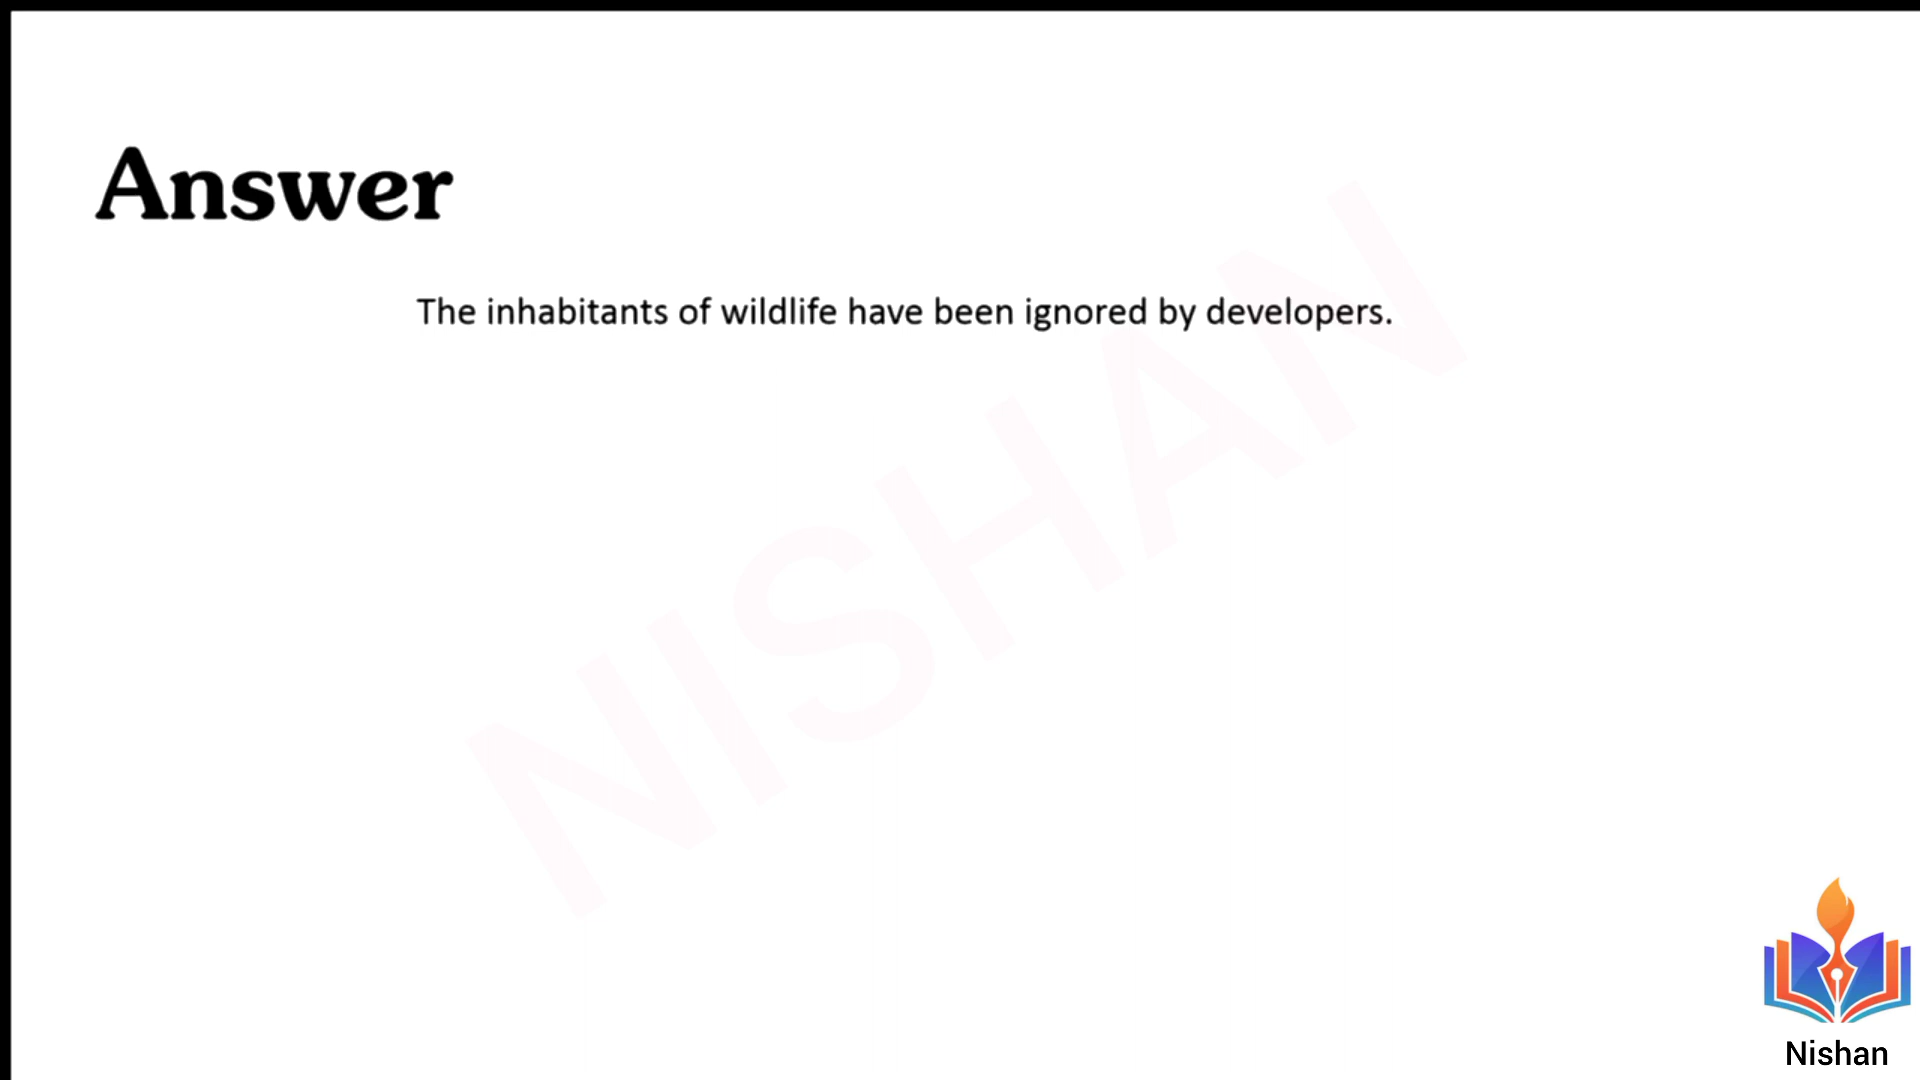 Answer
The inhabitants of wildlife have been ignored by developers.
NISHAN
Nishan